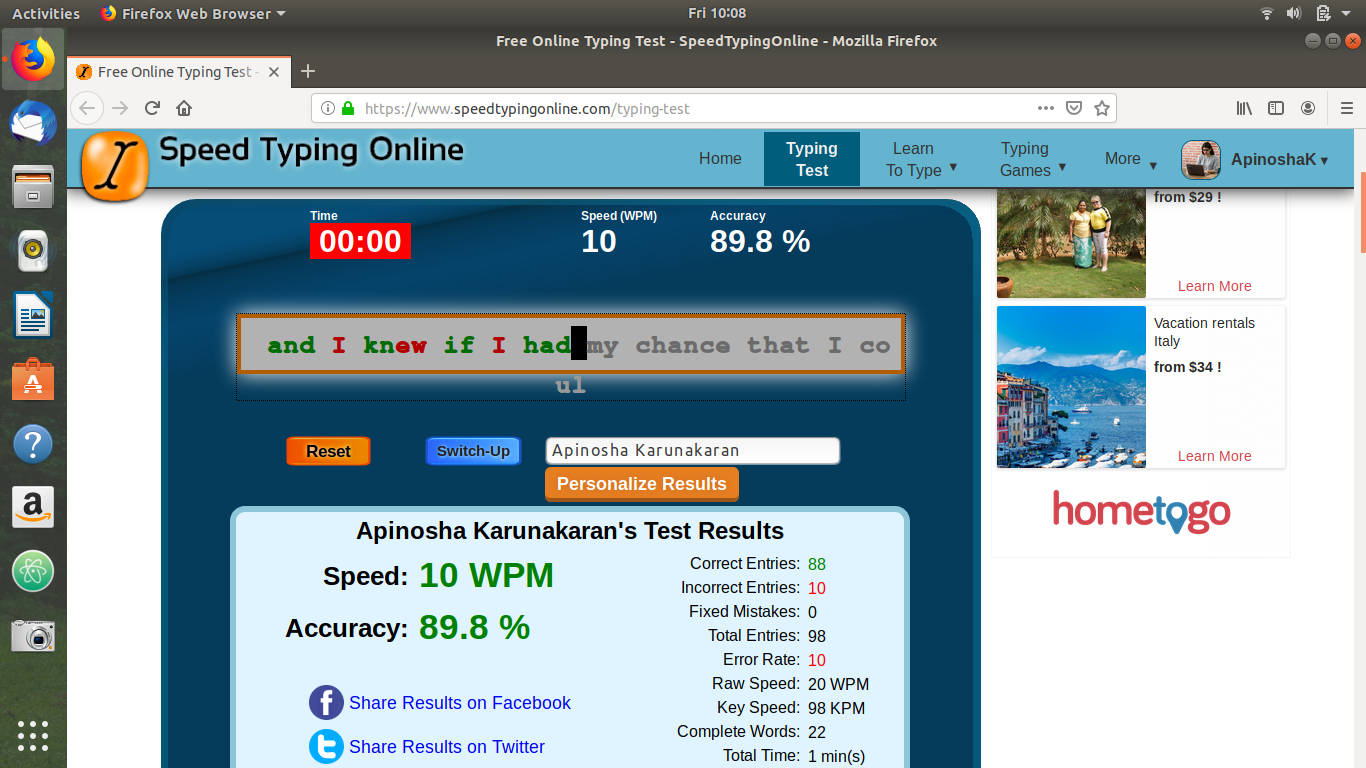 Activities Firefox Web Browser Fri 10:08
Free Online Typing Test - SpeedTypingOnline - Mozilla Firefox
Free Online Typing Test -
https://www.speedtypingonline.com/typing-test
Speed Typing Online
Home
Typing
Test
Learn
To Type
Typing
Games
More
ApinoshaK
Time
00:00
Speed (WPM)
10
Accuracy
89.8 %
and I knew if I had my chance that I co
ul
Reset
Switch-Up
Apinosha Karunakaran
Personalize Results
Apinosha Karunakaran's Test Results
Speed: 10 WPM
Accuracy: 89.8 %
Share Results on Facebook
Share Results on Twitter
Correct Entries: 88
Incorrect Entries: 10
Fixed Mistakes: 0
Total Entries: 98
Error Rate: 10
Raw Speed: 20 WPM
Key Speed: 98 KPM
Complete Words: 22
Total Time: 1 min(s)
from $29 !
Learn More
Vacation rentals
Italy
from $34 !
Learn More
hometogo